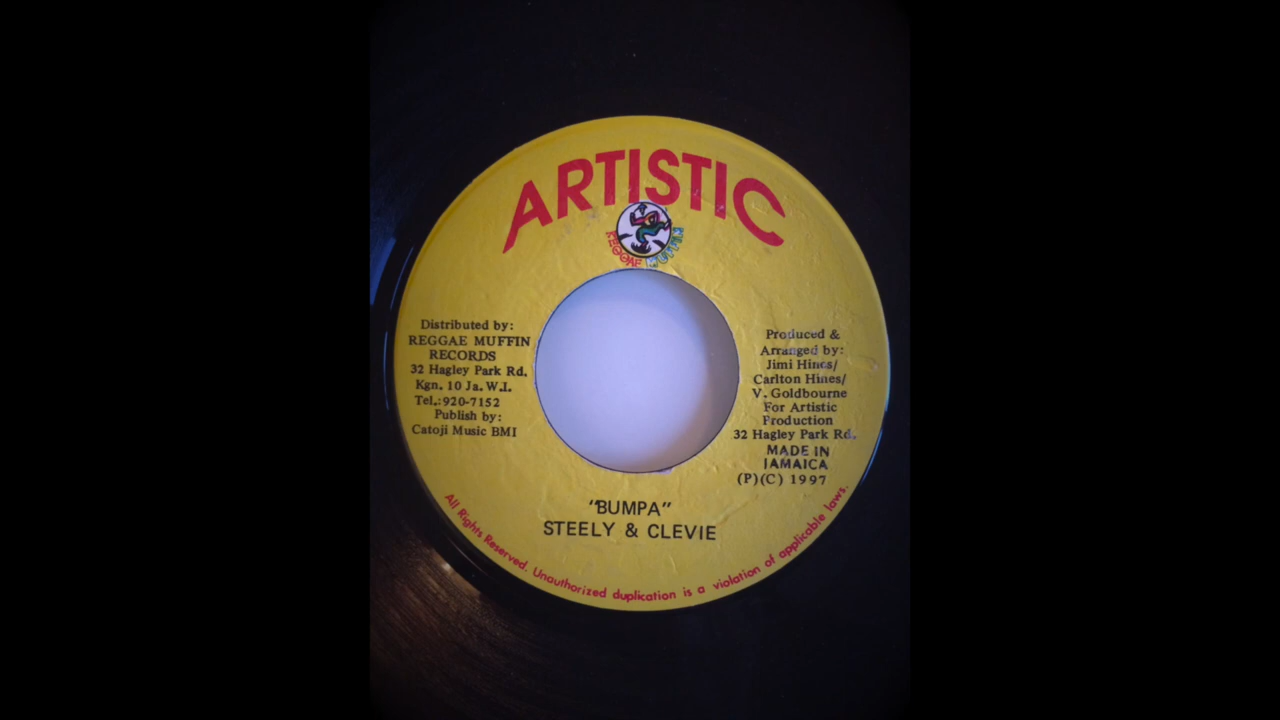 ARTISTIC
REGGAE MUFFIN
Distributed by:
REGGAE MUFFIN
RECORDS
32 Hagley Park Rd.
Kgn. 10 Ja. W.I.
Tel.:920-7152
Publish by:
Catoji Music BMI
Produced &
Arranged by:
Jimi Hines/
Carlton Hines/
V. Goldbourne
For Artistic
Production
32 Hagley Park Rd.
MADE IN
JAMAICA
(P)(C) 1997
"BUMPA"
STEELY & CLEVIE
All Rights Reserved. Unauthorized duplication is a violation of applicable laws.